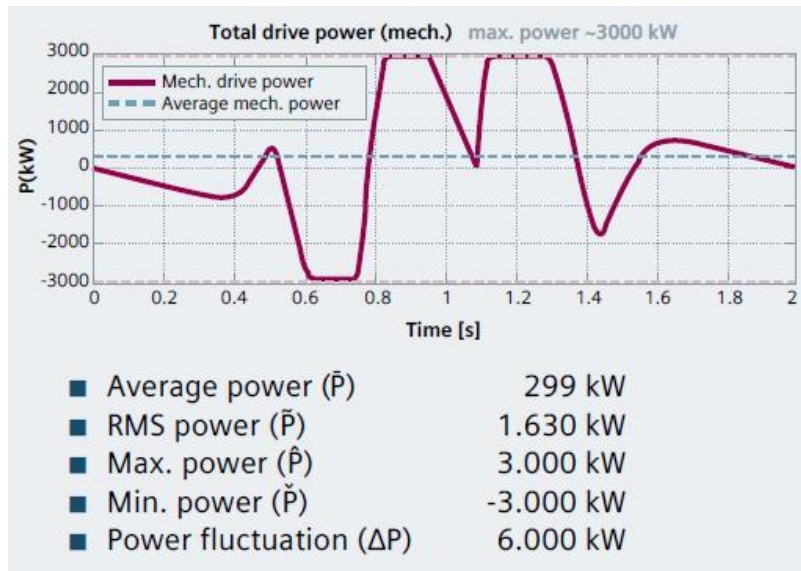 Total drive power (mech.) max. power ~3000 kW
3000
2000
1000
0
-1000
-2000
-3000
P(kW)
Mech. drive power
Average mech. power
0 0.2 0.4 0.6 0.8 1 1.2 1.4 1.6 1.8 2
Time [s]
■ Average power (P̄) 299 kW
■ RMS power (P̃) 1.630 kW
■ Max. power (P̂) 3.000 kW
■ Min. power (P̌) -3.000 kW
■ Power fluctuation (ΔP) 6.000 kW